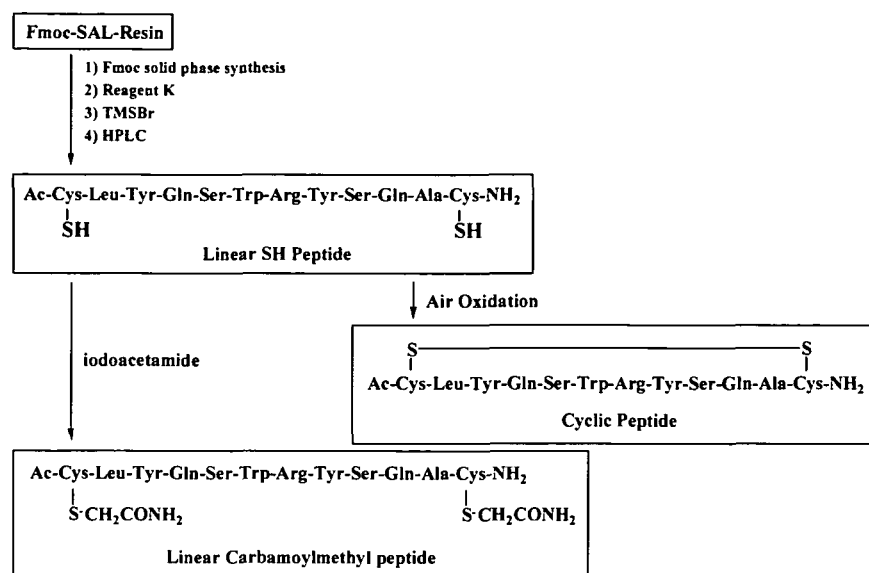 Fmoc-SAL-Resin
1) Fmoc solid phase synthesis
2) Reagent K
3) TMSBr
4) HPLC
Ac-Cys-Leu-Tyr-Gln-Ser-Trp-Arg-Tyr-Ser-Gln-Ala-Cys-NH₂
SH SH
Linear SH Peptide
Air Oxidation
iodoacetamide
S S
Ac-Cys-Leu-Tyr-Gln-Ser-Trp-Arg-Tyr-Ser-Gln-Ala-Cys-NH₂
Cyclic Peptide
Ac-Cys-Leu-Tyr-Gln-Ser-Trp-Arg-Tyr-Ser-Gln-Ala-Cys-NH₂
S-CH₂CONH₂ S-CH₂CONH₂
Linear Carbamoylmethyl peptide